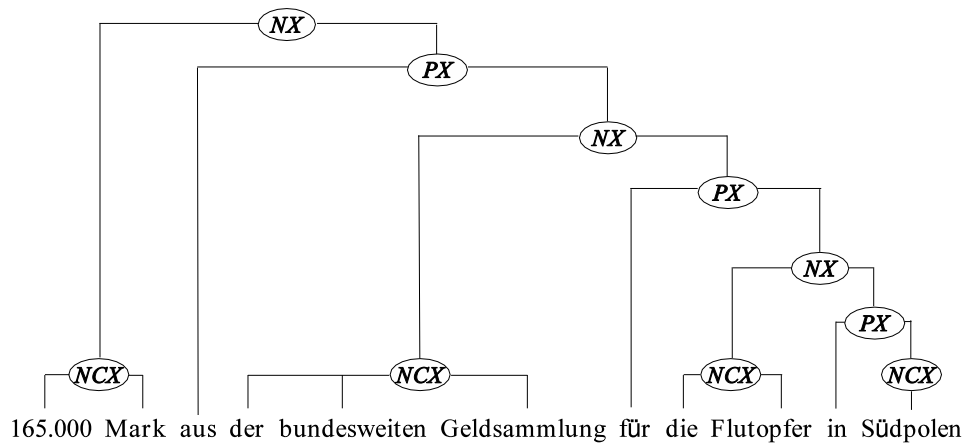 NX
PX
NX
PX
NX
PX
NCX NCX NCX NCX
165.000 Mark aus der bundesweiten Geldsammlung für die Flutopfer in Südpolen